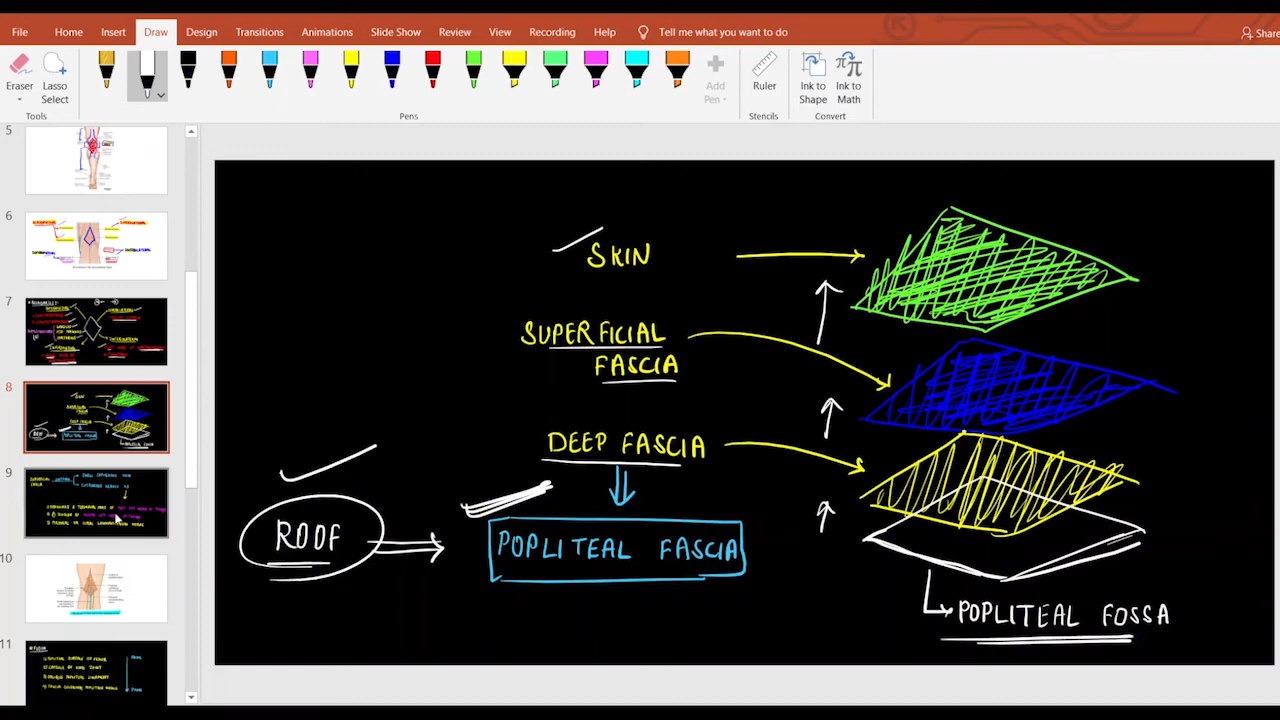 File Home Insert Draw Design Transitions Animations Slide Show Review View Recording Help Tell me what you want to do Share
Eraser Lasso Select Add Pen Ruler Ink to Shape Ink to Math
Tools Pens Stencils Convert
5
6
7
8
9
10
11
SKIN
SUPERFICIAL
FASCIA
DEEP FASCIA
ROOF
POPLITEAL FASCIA
POPLITEAL FOSSA